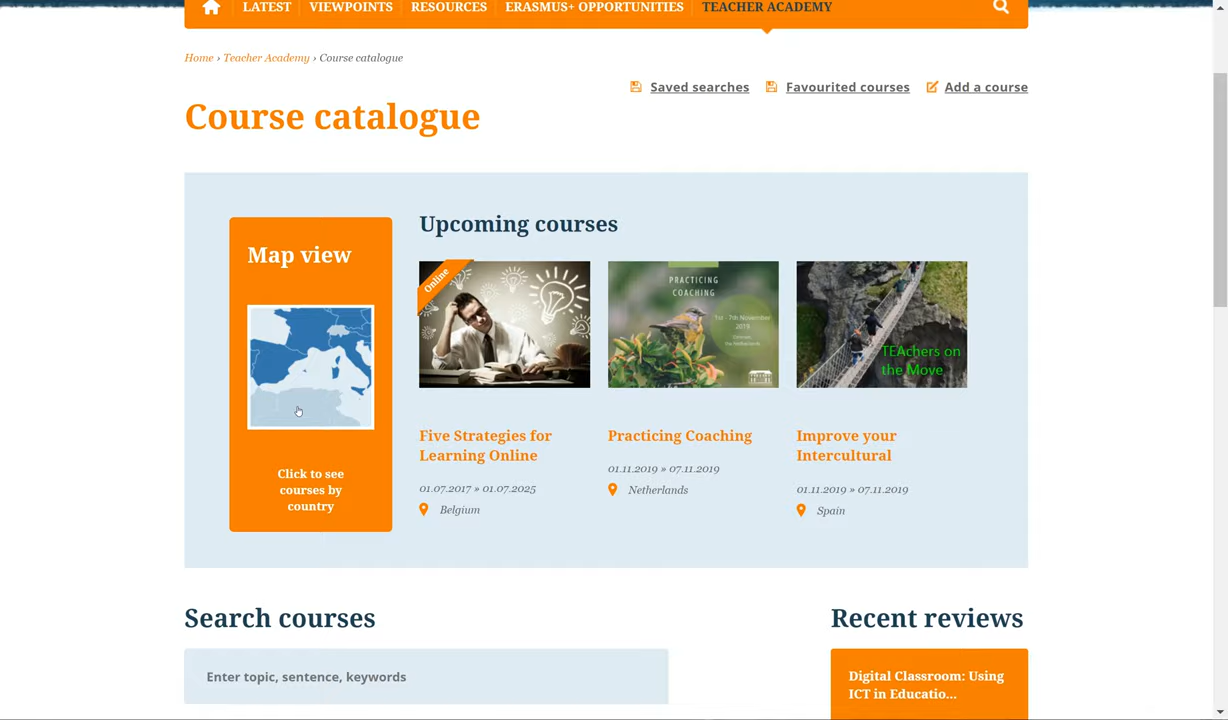 LATEST VIEWPOINTS RESOURCES ERASMUS+ OPPORTUNITIES TEACHER ACADEMY
Home › Teacher Academy › Course catalogue
Saved searches Favourited courses Add a course
Course catalogue
Map view
Click to see
courses by
country
Upcoming courses
Online
Five Strategies for
Learning Online
01.07.2017 » 01.07.2025
Belgium
PRACTICING
COACHING
1st - 7th November
2019
Practicing Coaching
01.11.2019 » 07.11.2019
Netherlands
TEAchers on
the Move
Improve your
Intercultural
01.11.2019 » 07.11.2019
Spain
Search courses
Enter topic, sentence, keywords
Recent reviews
Digital Classroom: Using
ICT in Educatio...